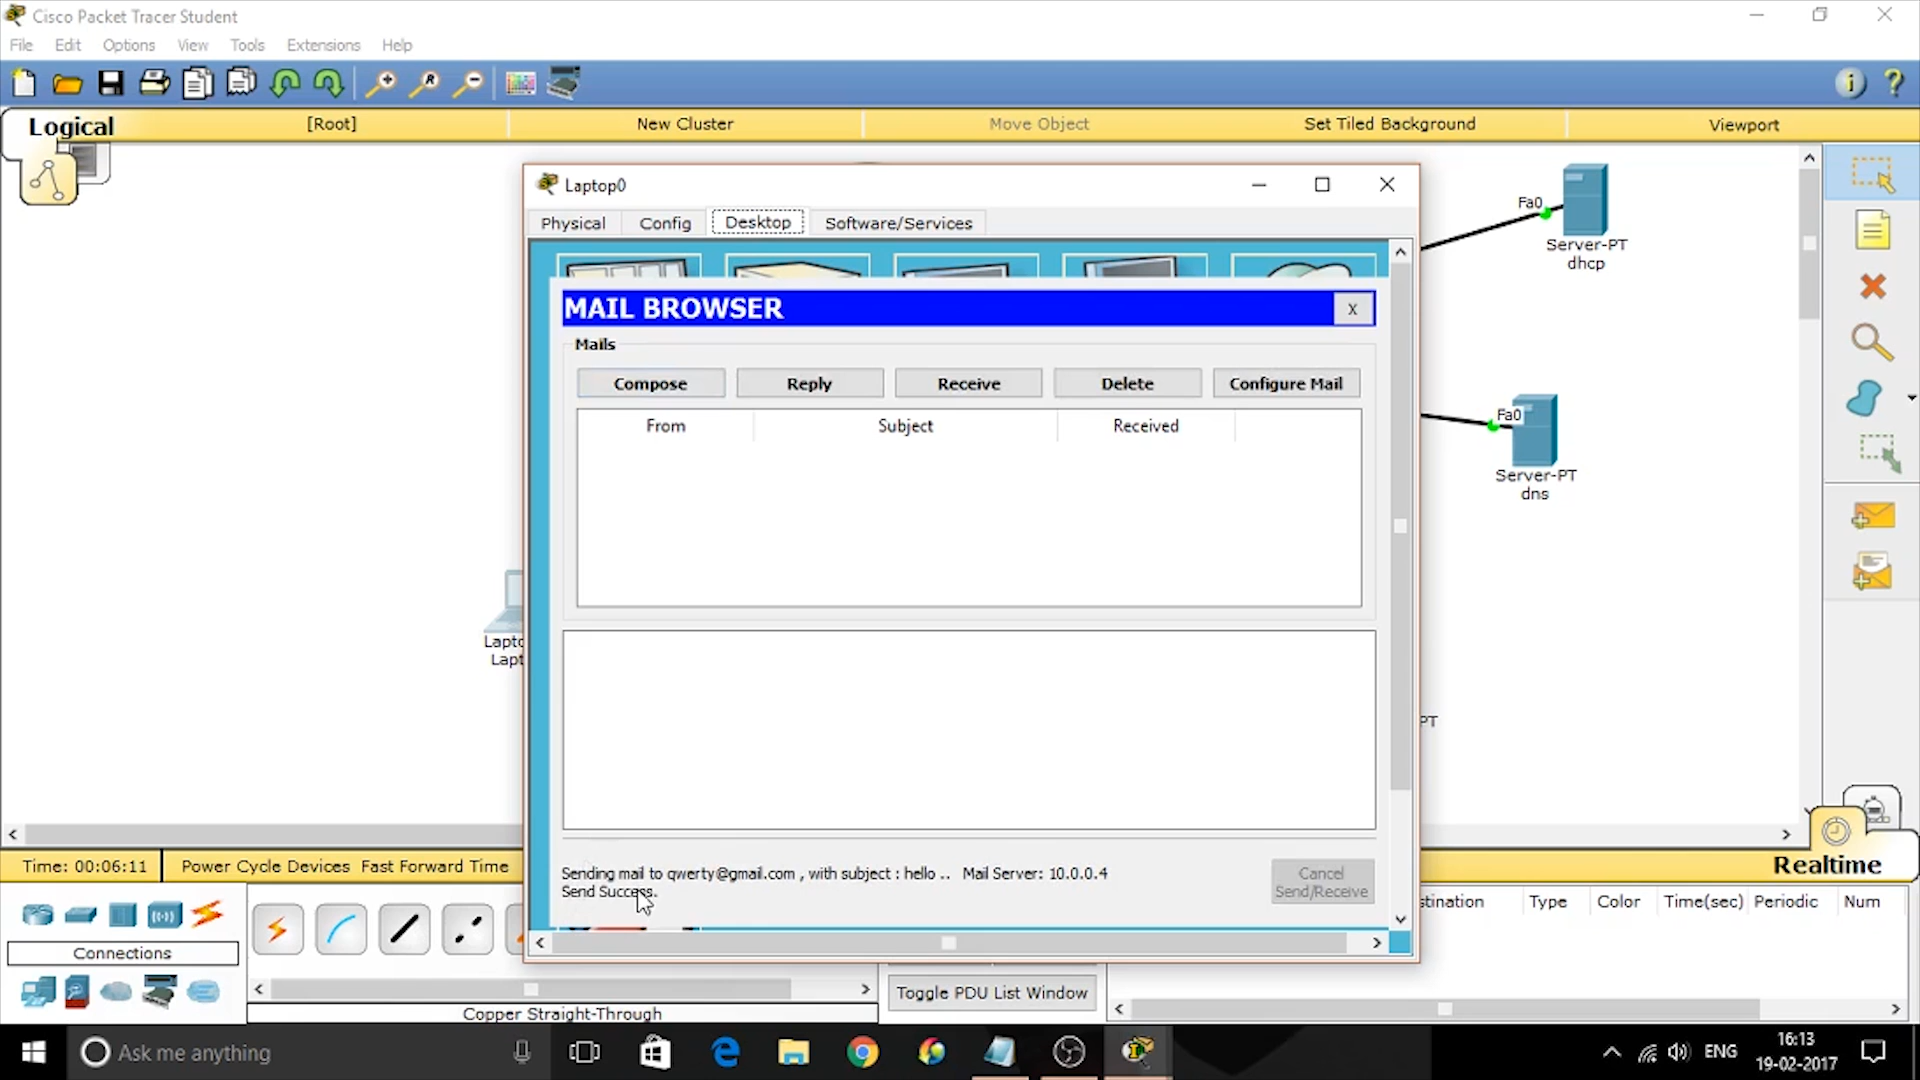 Cisco Packet Tracer Student
File Edit Options View Tools Extensions Help
Logical [Root] New Cluster Move Object Set Tiled Background Viewport
Laptop0
Physical Config Desktop Software/Services
MAIL BROWSER X
Mails
Compose Reply Receive Delete Configure Mail
From Subject Received
Fa0
Server-PT
dhcp
Fa0
Server-PT
dns
Lapto
Lapt
PT
Sending mail to qwerty@gmail.com , with subject : hello .. Mail Server: 10.0.0.4
Send Success.
Cancel
Send/Receive
Time: 00:06:11 Power Cycle Devices Fast Forward Time
Realtime
stination Type Color Time(sec) Periodic Num
Connections
Toggle PDU List Window
Copper Straight-Through
Ask me anything
ENG
16:13
19-02-2017